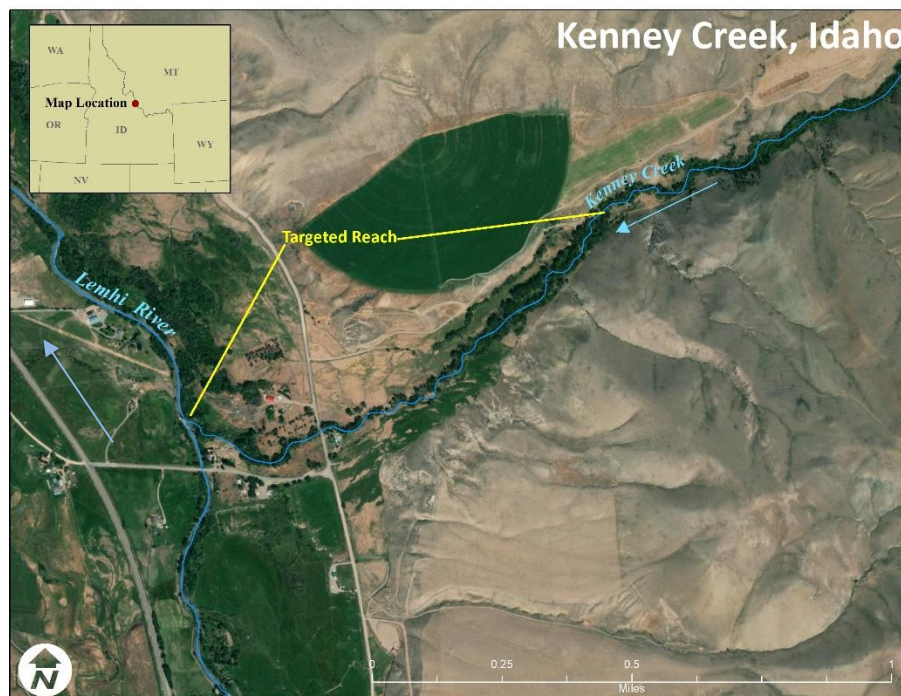 Kenney Creek, Idaho
WA
MT
Map Location
OR
ID
WY
NV
Kenney Creek
Targeted Reach
Lemhi River
N
0
0.25
0.5
1
Miles